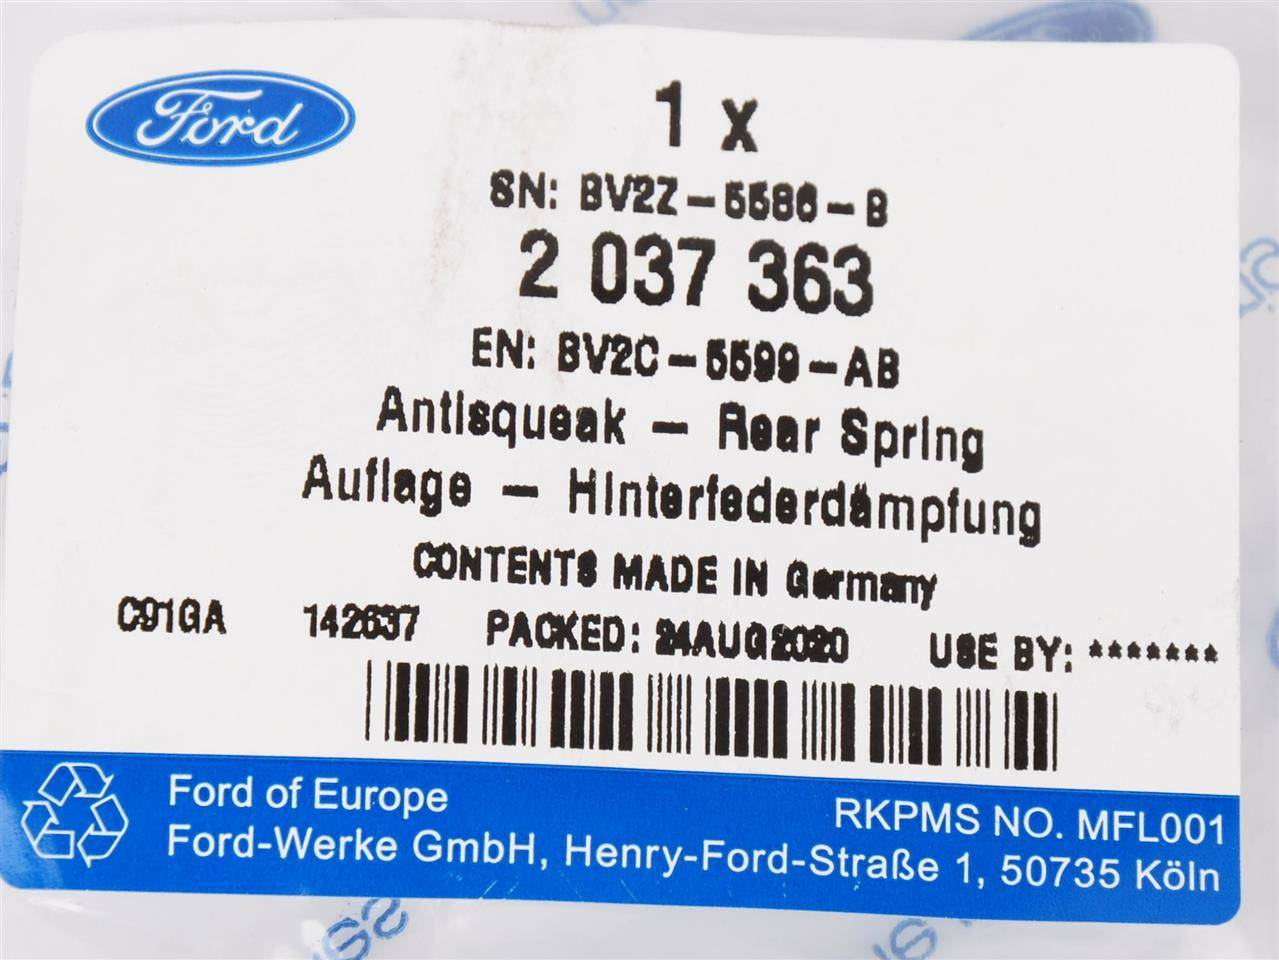 Ford
1 x
SN: BV2Z-5586-B
2 037 363
EN: BV2C-5599-AB
Antisqueak - Rear Spring
Auflage - Hinterfederdämpfung
CONTENTS MADE IN Germany
C91GA 142637 PACKED: 24AUG2020 USE BY: *******
Ford of Europe
Ford-Werke GmbH, Henry-Ford-Straße 1, 50735 Köln
RKPMS NO. MFL001